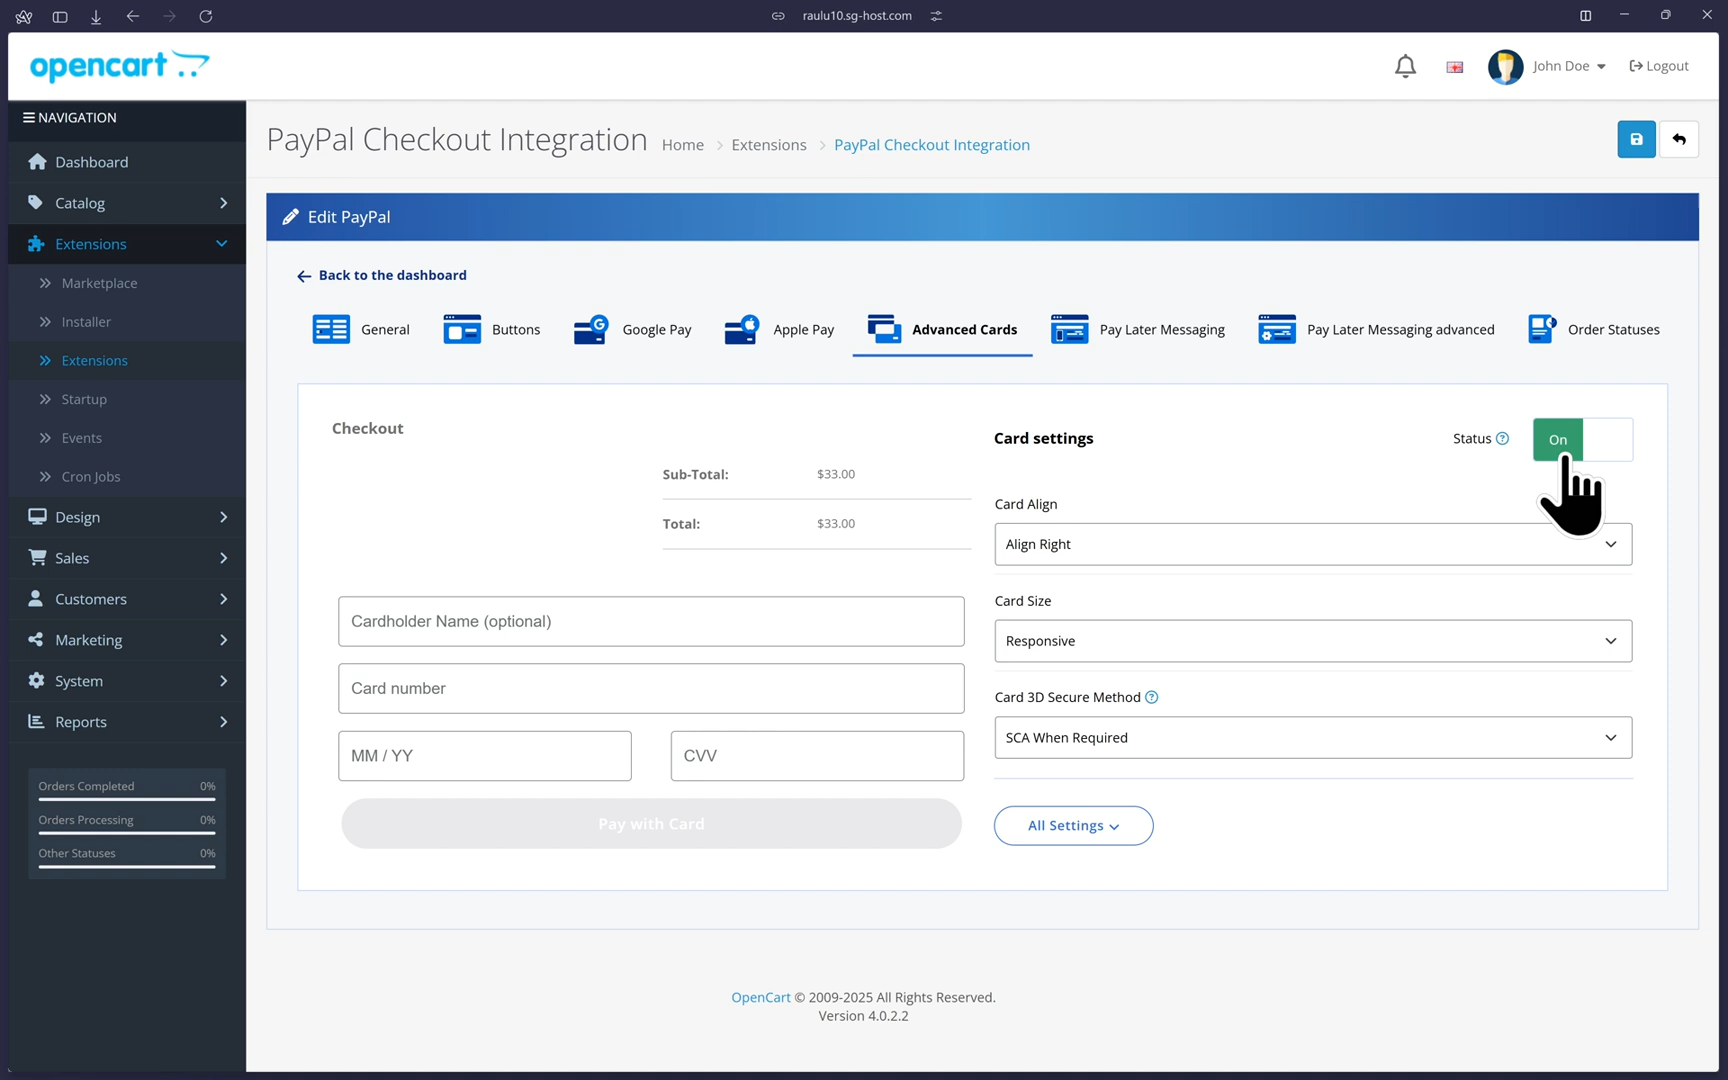 raulu10.sg-host.com
opencart
John Doe
Logout
NAVIGATION
Dashboard
Catalog
Extensions
Marketplace
Installer
Extensions
Startup
Events
Cron Jobs
Design
Sales
Customers
Marketing
System
Reports
Orders Completed 0%
Orders Processing 0%
Other Statuses 0%
PayPal Checkout Integration
Home > Extensions > PayPal Checkout Integration
Edit PayPal
Back to the dashboard
General
Buttons
Google Pay
Apple Pay
Advanced Cards
Pay Later Messaging
Pay Later Messaging advanced
Order Statuses
Checkout
Sub-Total: $33.00
Total: $33.00
Cardholder Name (optional)
Card number
MM / YY
CVV
Pay with Card
Card settings
Status ?
On
Card Align
Align Right
Card Size
Responsive
Card 3D Secure Method ?
SCA When Required
All Settings
OpenCart © 2009-2025 All Rights Reserved.
Version 4.0.2.2